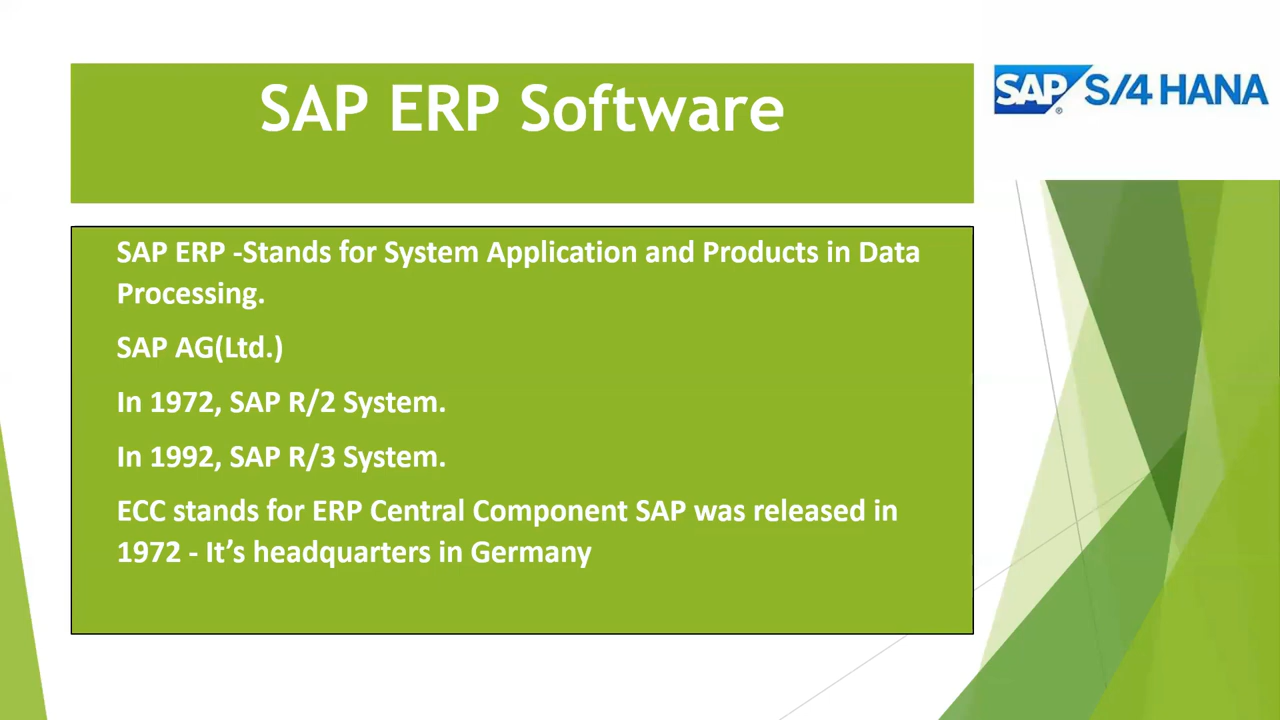 SAP ERP Software
SAP S/4 HANA
SAP ERP -Stands for System Application and Products in Data
Processing.
SAP AG(Ltd.)
In 1972, SAP R/2 System.
In 1992, SAP R/3 System.
ECC stands for ERP Central Component SAP was released in
1972 - It’s headquarters in Germany